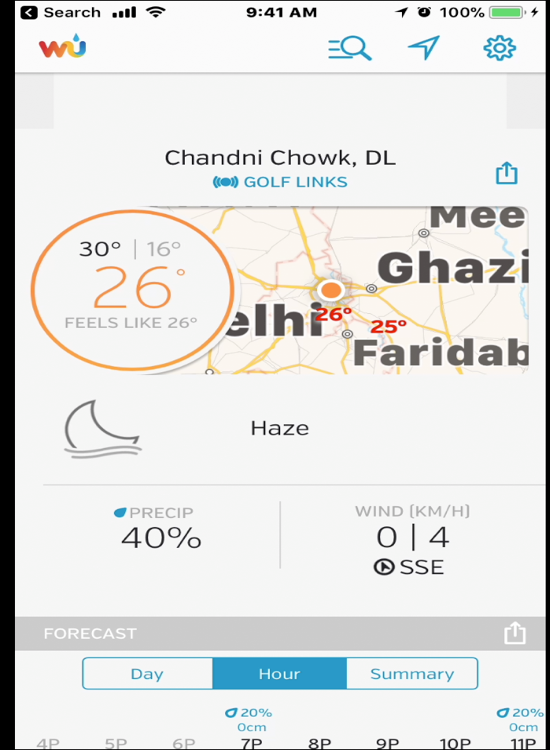 Search 9:41 AM 100%
wu
Chandni Chowk, DL
GOLF LINKS
30° | 16°
26°
FEELS LIKE 26°
Mee
Ghazi
elhi
26°
25°
Faridab
Haze
PRECIP
40%
WIND (KM/H)
0 | 4
SSE
FORECAST
Day Hour Summary
20% 20%
0cm 0cm
4P 5P 6P 7P 8P 9P 10P 11P